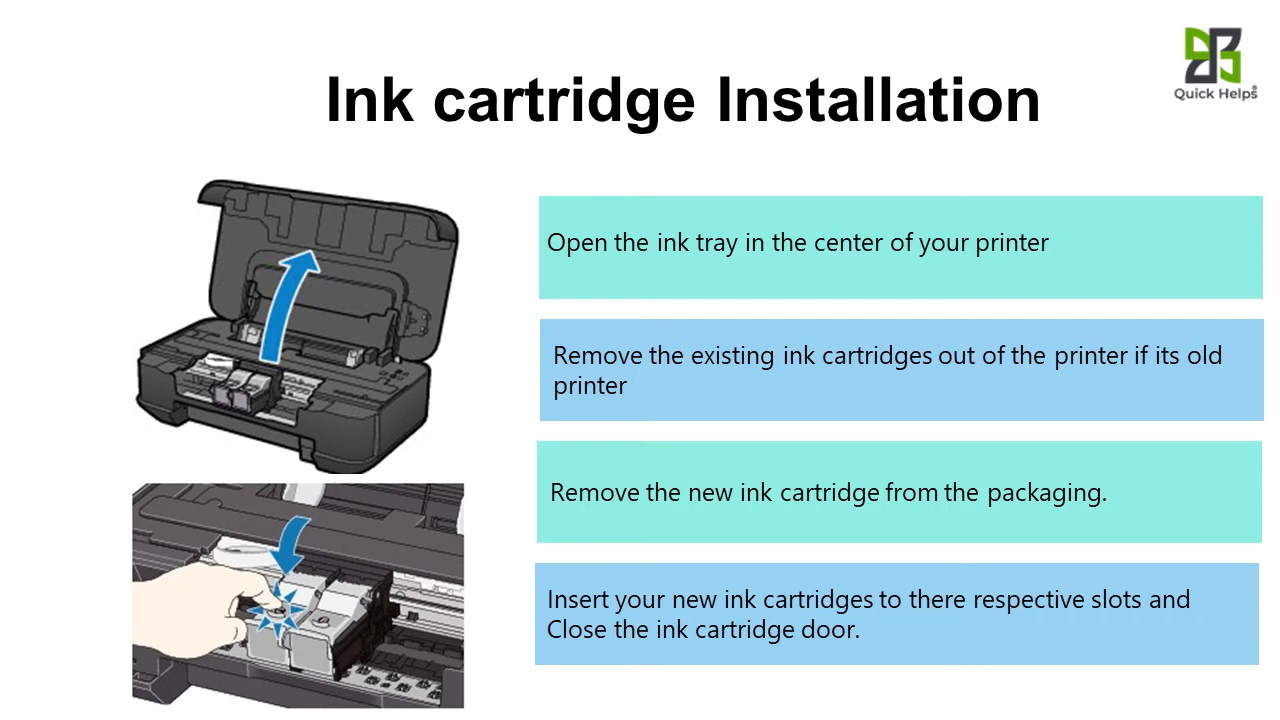 Quick Helps®
Ink cartridge Installation
Open the ink tray in the center of your printer
Remove the existing ink cartridges out of the printer if its old
printer
Remove the new ink cartridge from the packaging.
Insert your new ink cartridges to there respective slots and
Close the ink cartridge door.